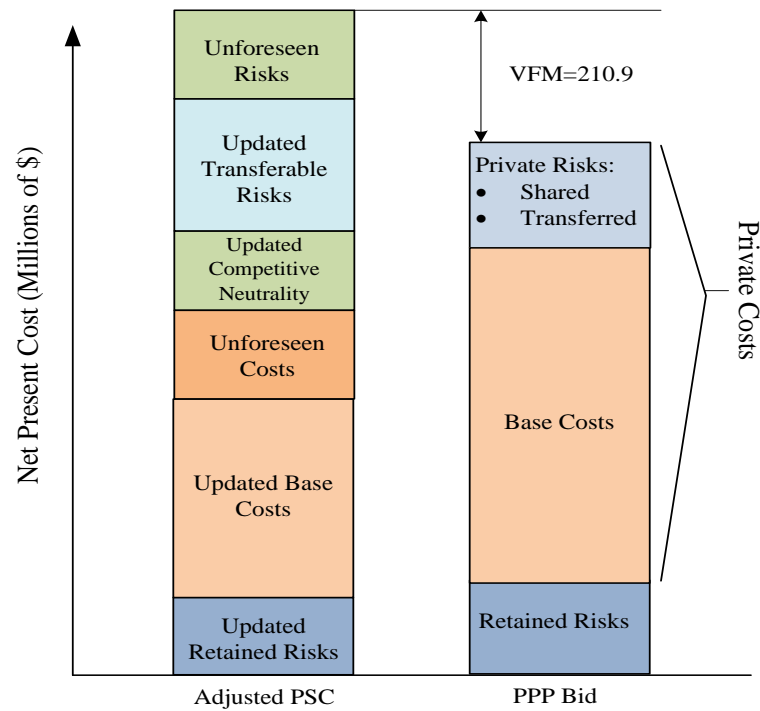 Net Present Cost (Millions of $)
Unforeseen
Risks
Updated
Transferable
Risks
Updated
Competitive
Neutrality
Unforeseen
Costs
Updated Base
Costs
Updated
Retained Risks
Adjusted PSC
VFM=210.9
Private Risks:
• Shared
• Transferred
Base Costs
Retained Risks
PPP Bid
Private Costs